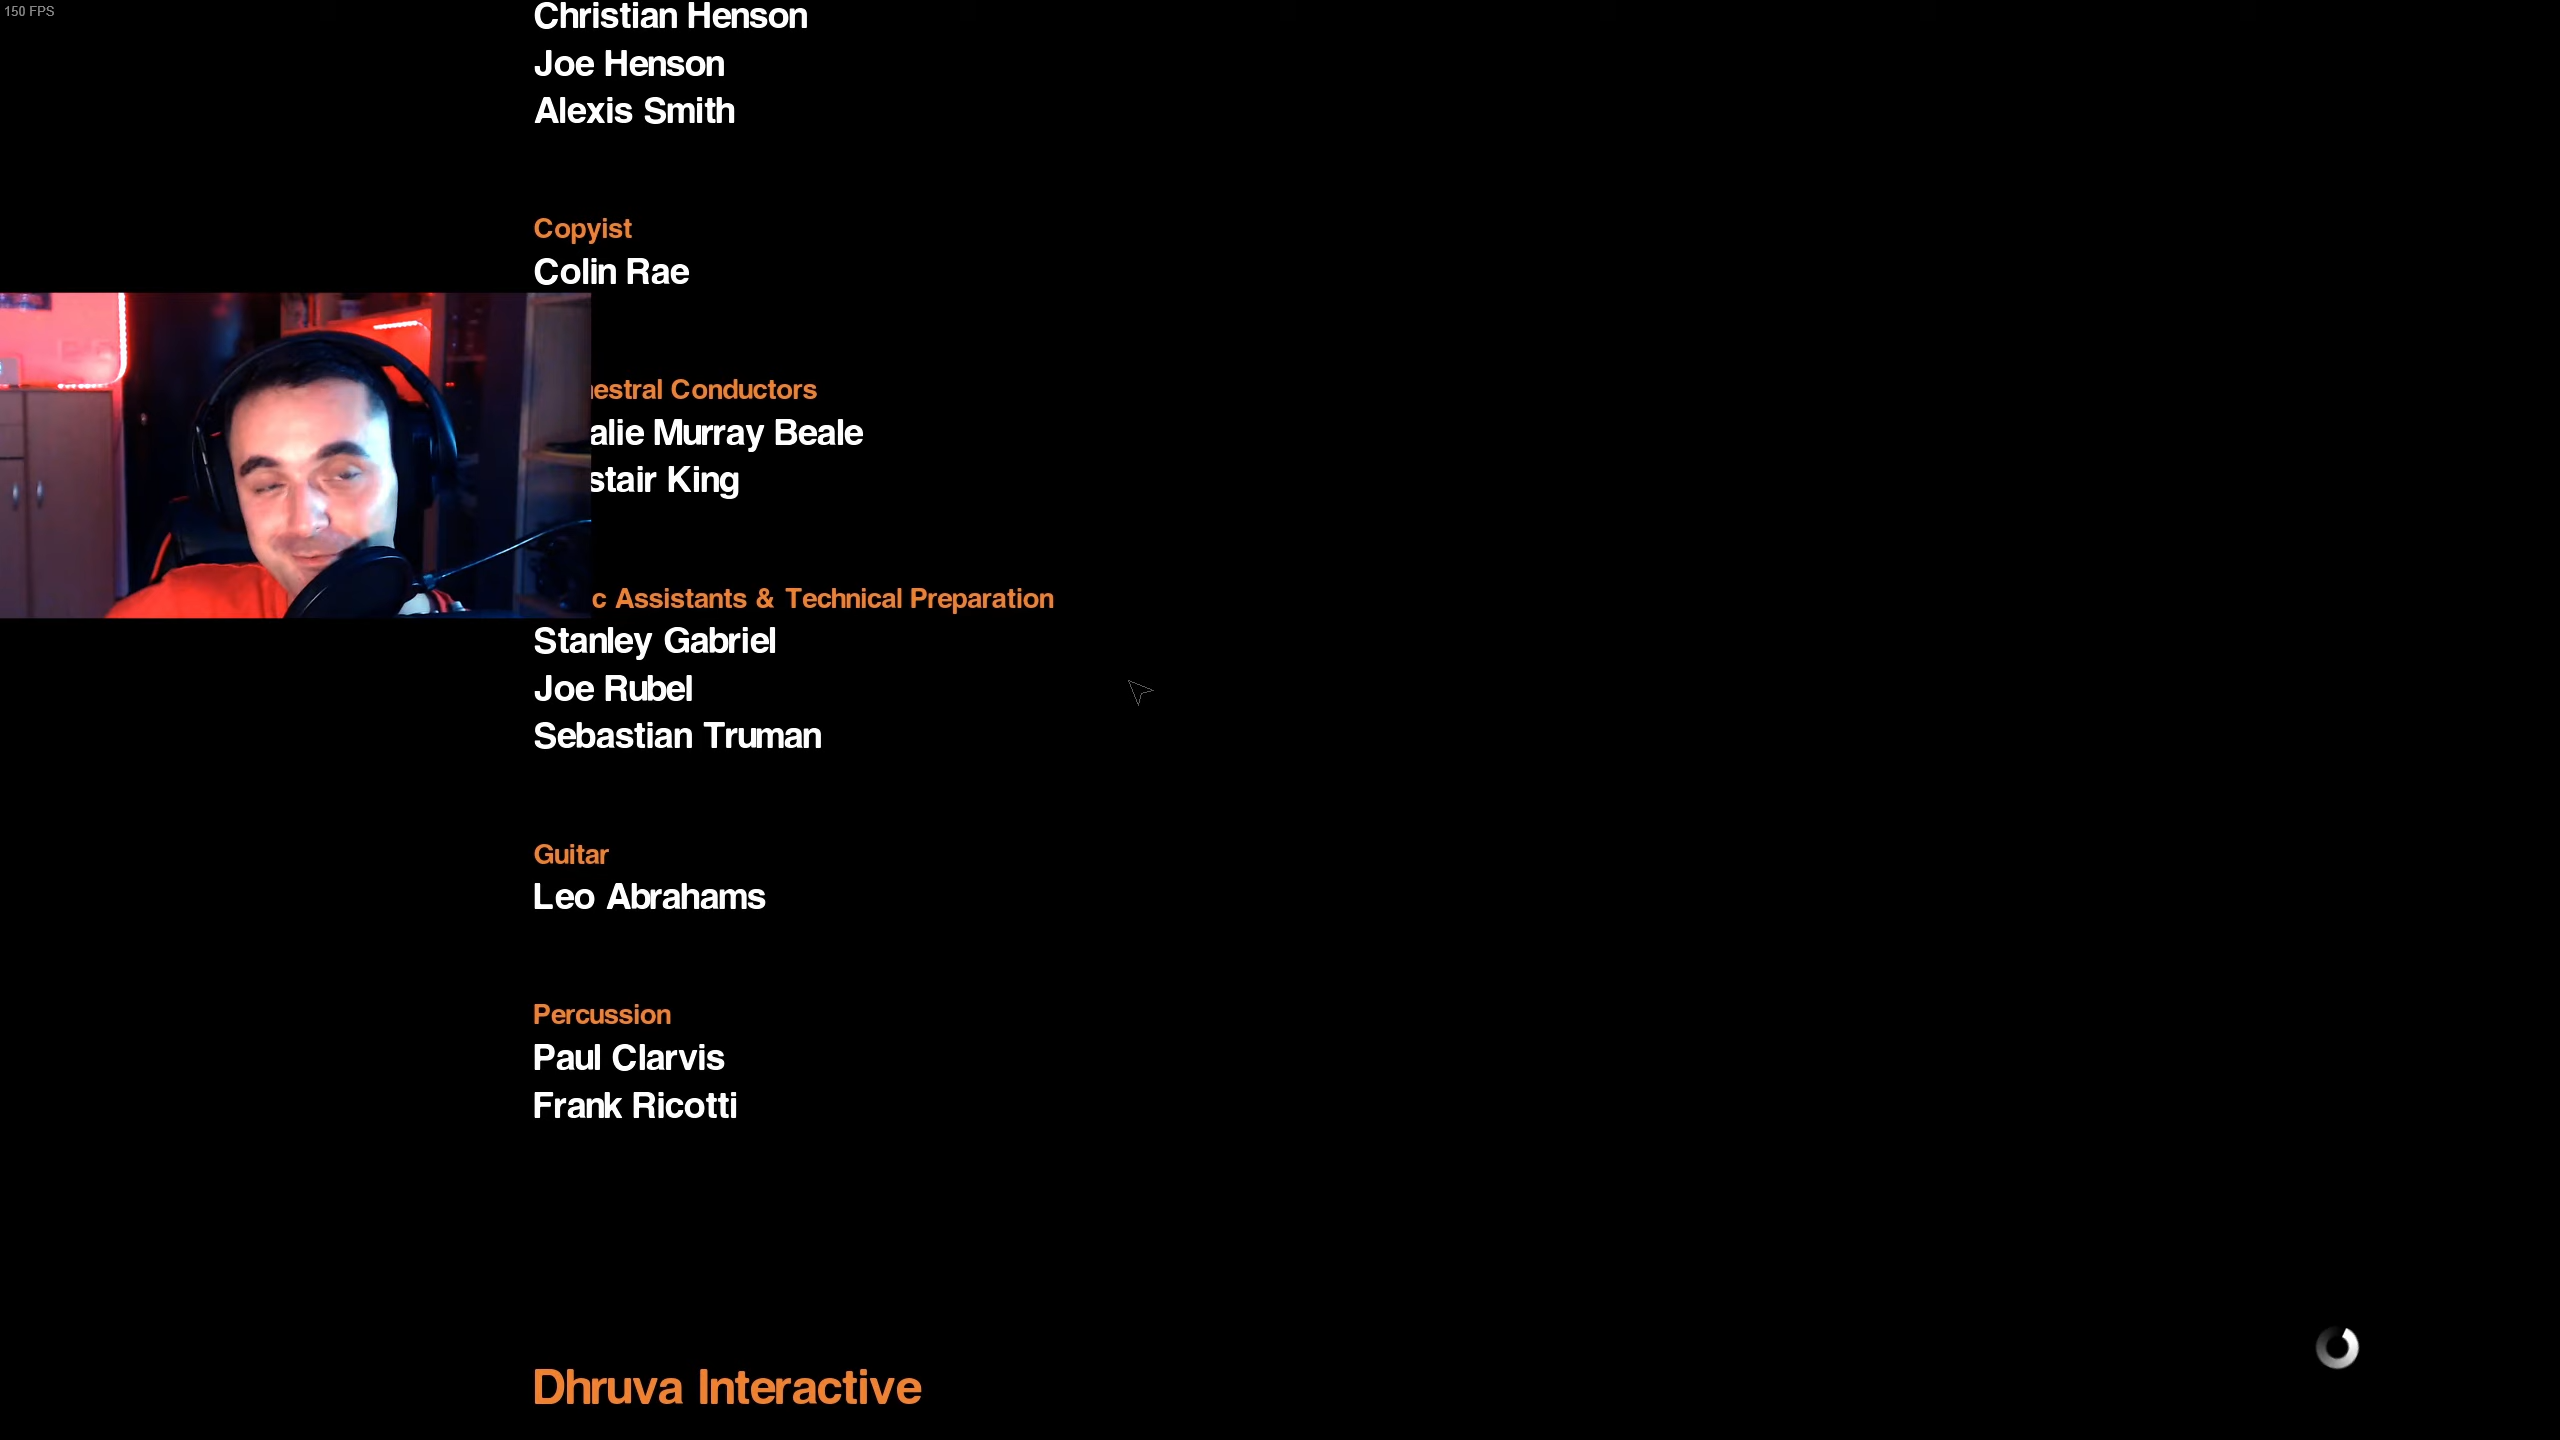 150 FPS
Christian Henson
Joe Henson
Alexis Smith
Copyist
Colin Rae
estral Conductors
alie Murray Beale
stair King
c Assistants & Technical Preparation
Stanley Gabriel
Joe Rubel
Sebastian Truman
Guitar
Leo Abrahams
Percussion
Paul Clarvis
Frank Ricotti
Dhruva Interactive